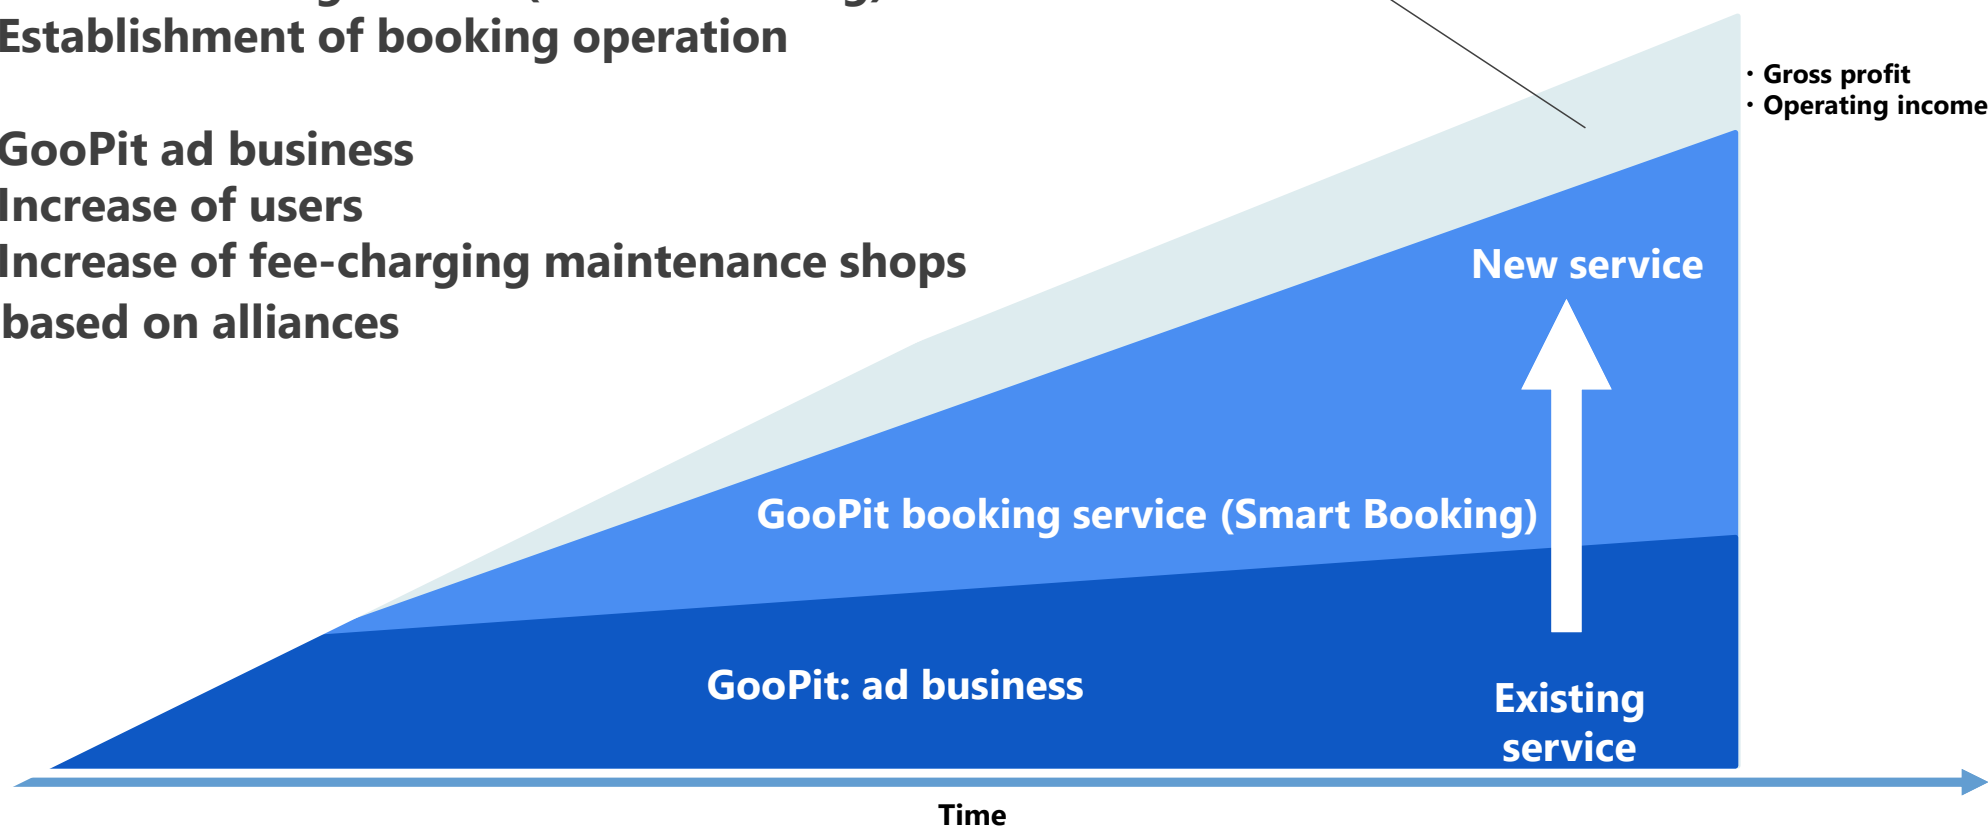 Establishment of booking operation
・ Gross profit
・ Operating income
GooPit ad business
Increase of users
Increase of fee-charging maintenance shops
based on alliances
New service
GooPit booking service (Smart Booking)
GooPit: ad business
Existing
service
Time